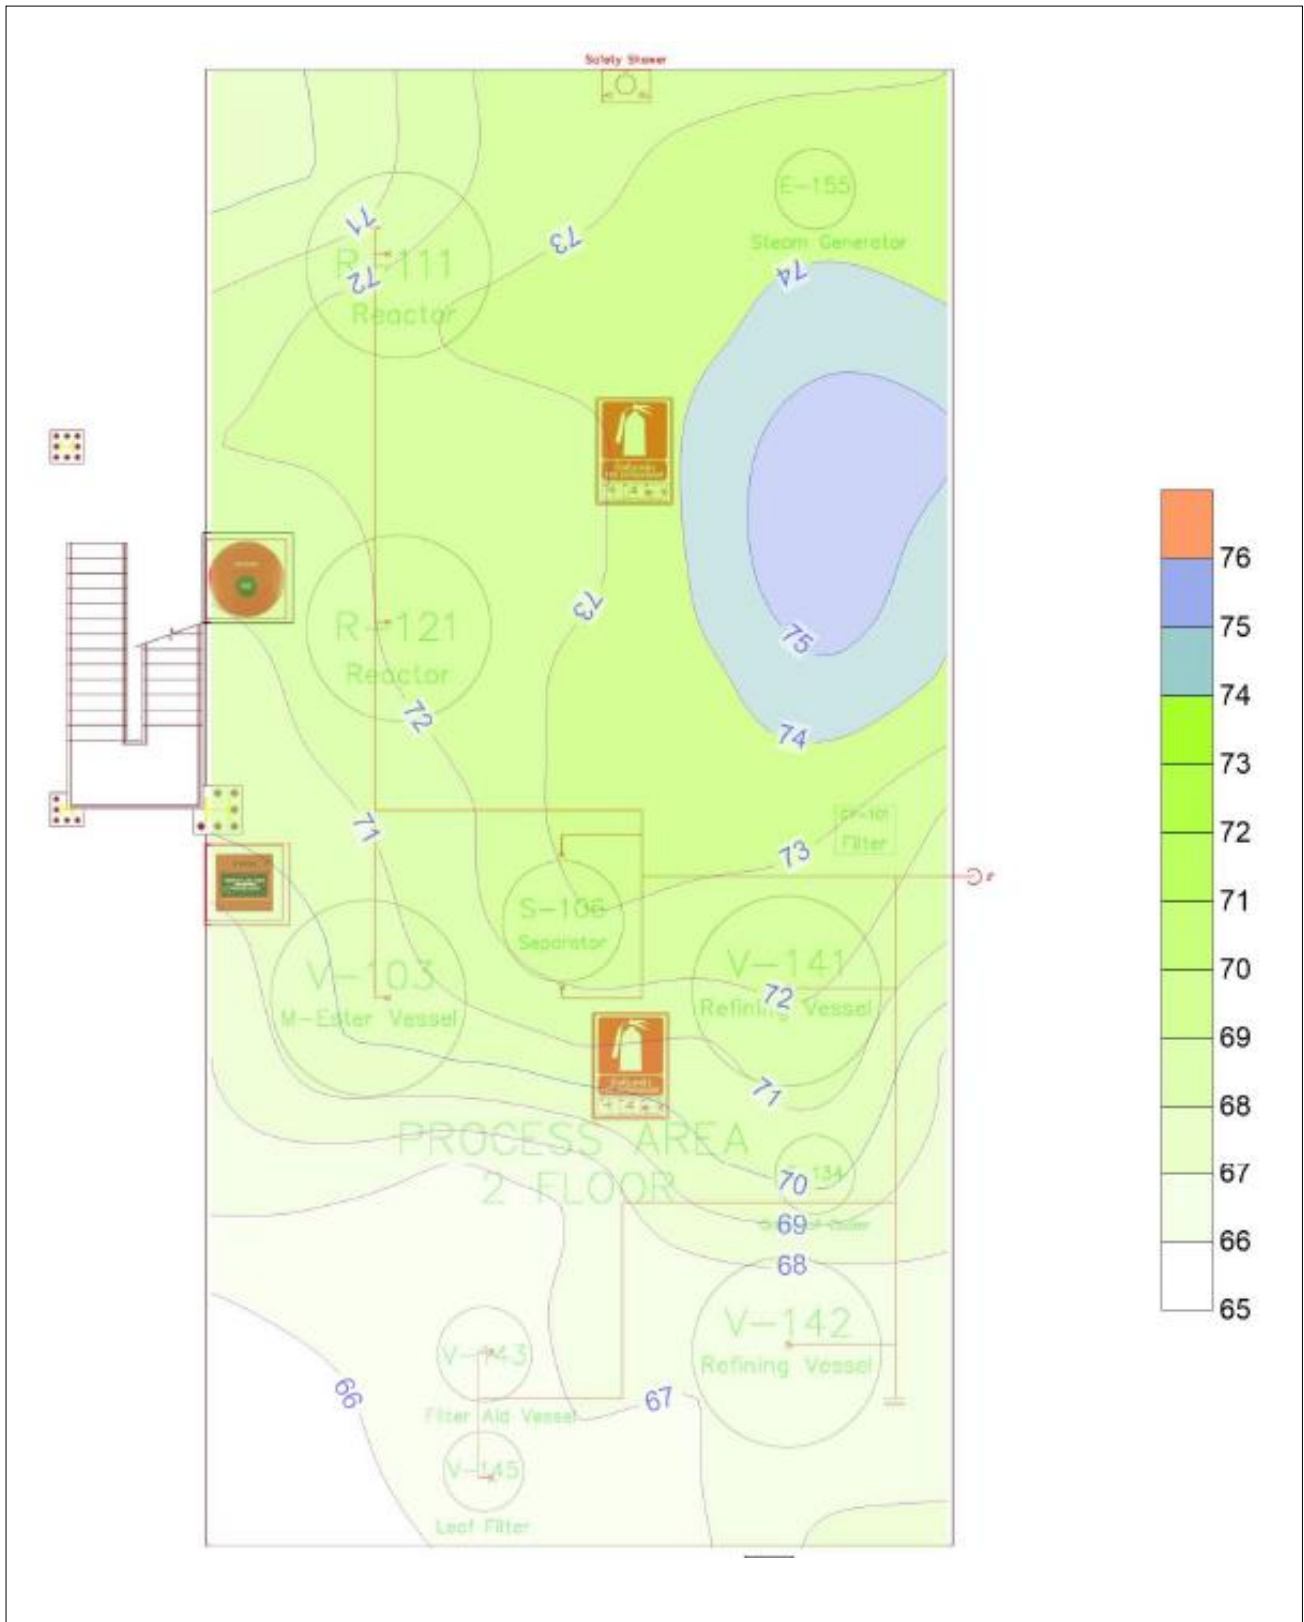 Safety Shower
E-155
Steam Generator
71
73
74
R-111
72
Reactor
73
75
R-121
Reactor
72
74
71
73
Filter
S-106
Separator
V-103
M-Ester Vessel
V-141
72
Refining Vessel
71
PROCESS AREA
2 FLOOR
134
70
69
68
V-142
Refining Vessel
V-143
66
67
Filter Aid Vessel
V-145
Leaf Filter
76
75
74
73
72
71
70
69
68
67
66
65